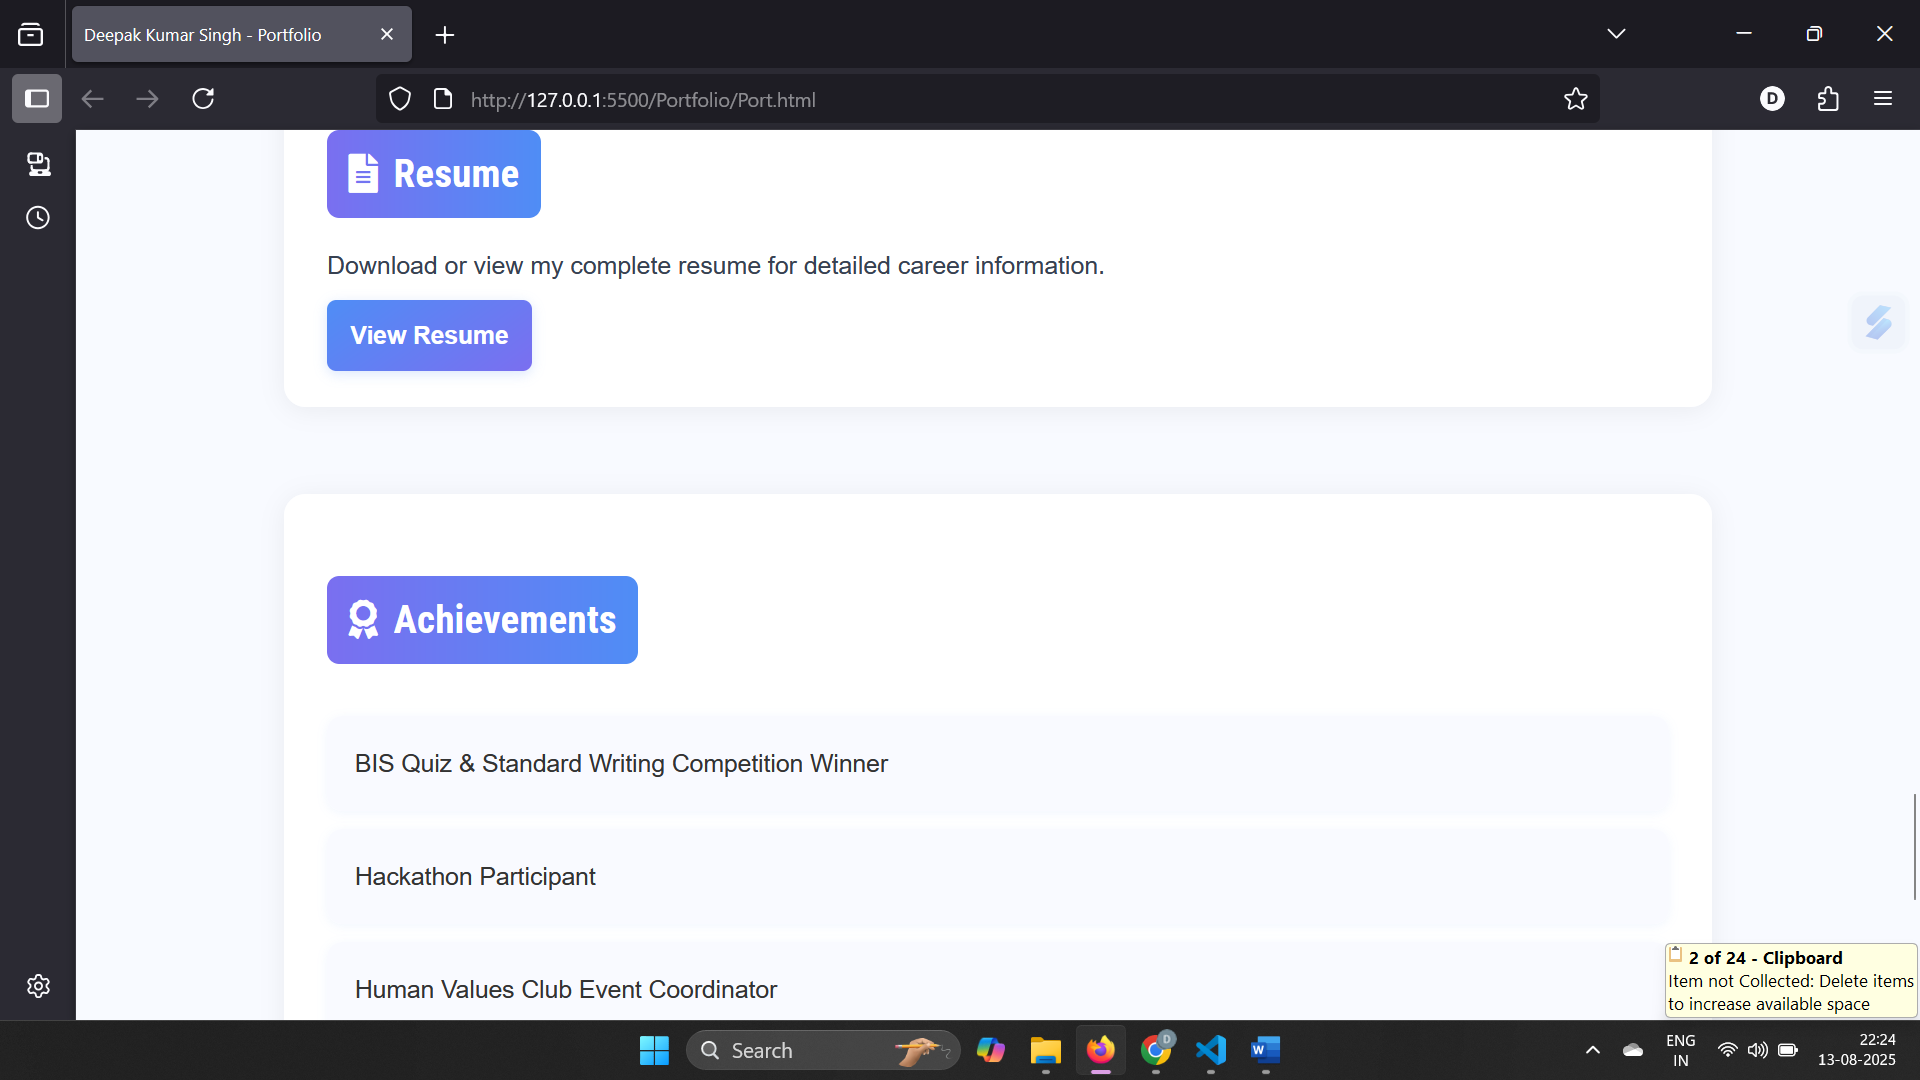 Deepak Kumar Singh - Portfolio
http://127.0.0.1:5500/Portfolio/Port.html
D
Resume
Download or view my complete resume for detailed career information.
View Resume
Achievements
BIS Quiz & Standard Writing Competition Winner
Hackathon Participant
Human Values Club Event Coordinator
2 of 24 - Clipboard
Item not Collected: Delete items
to increase available space
Search
D
W
ENG
IN
22:24
13-08-2025